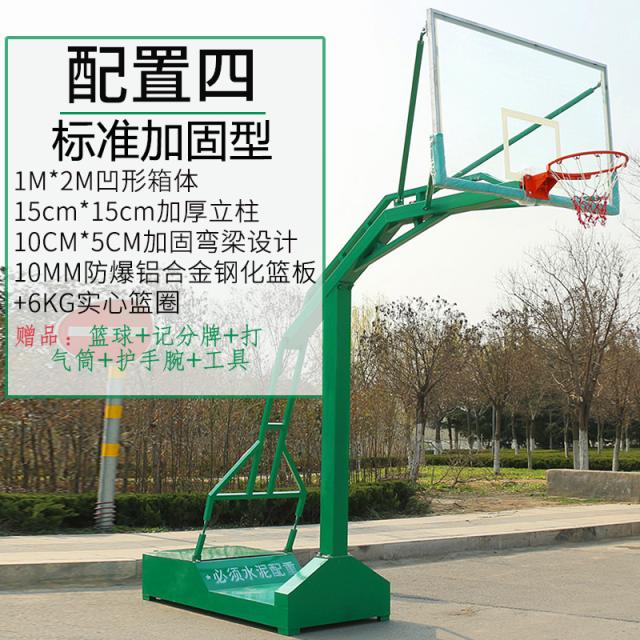 配置四
标准加固型
1M*2M凹形箱体
15cm*15cm加厚立柱
10CM*5CM加固弯梁设计
10MM防爆铝合金钢化篮板
+6KG实心篮圈
赠品：篮球+记分牌+打
气筒+护手腕+工具
*必须水泥配重